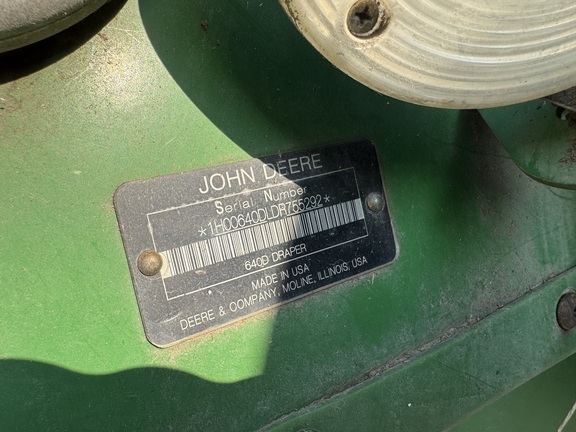 JOHN DEERE
Serial Number
*1H00640DLDR755292*
640D DRAPER
MADE IN USA
DEERE & COMPANY, MOLINE, ILLINOIS, USA